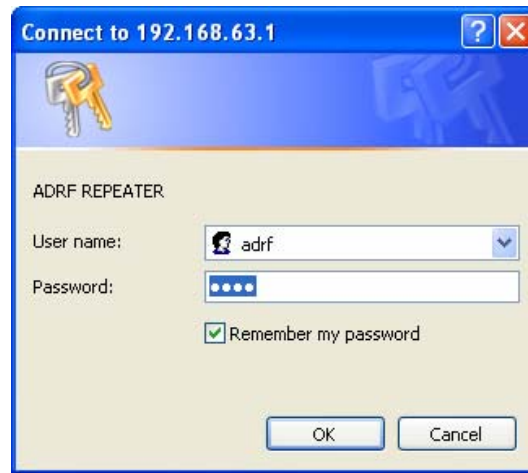 Connect to 192.168.63.1
ADRF REPEATER
User name:
adrf
Password:
••••
Remember my password
OK
Cancel